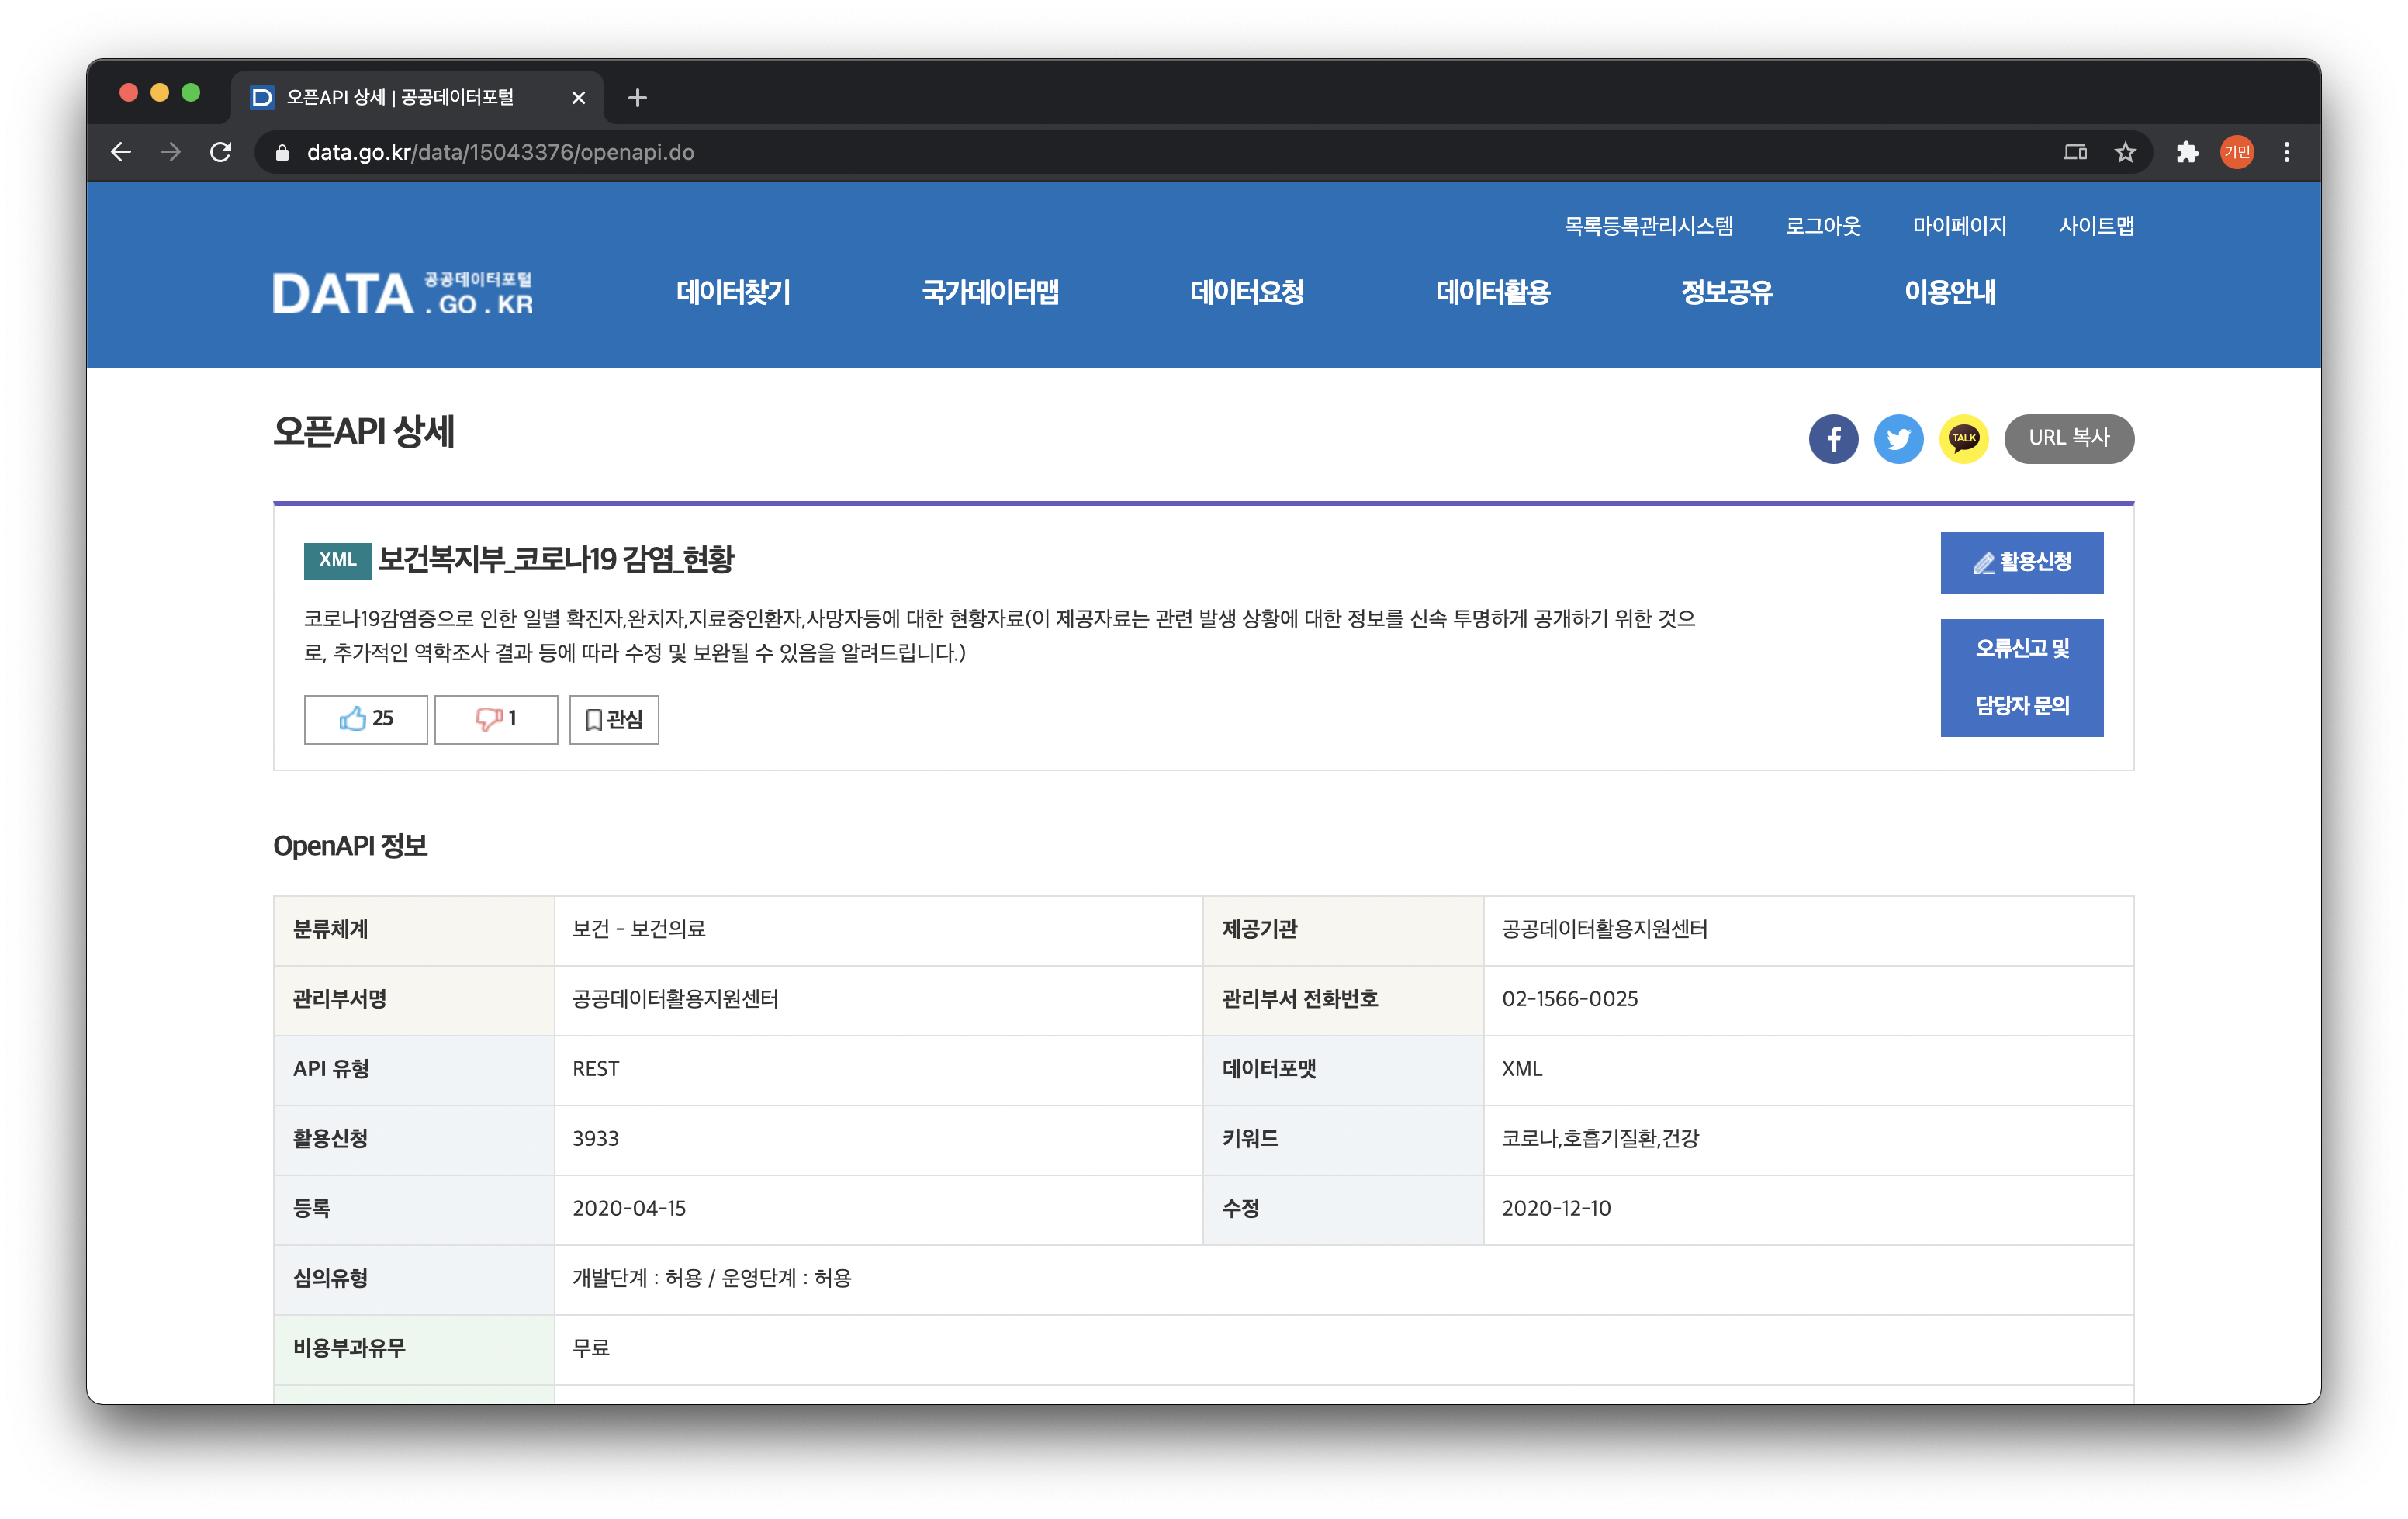 오픈API 상세 | 공공데이터포털
data.go.kr/data/15043376/openapi.do
기민
목록등록관리시스템 로그아웃 마이페이지 사이트맵
DATA 공공데이터포털
.GO.KR
데이터찾기 국가데이터맵 데이터요청 데이터활용 정보공유 이용안내
오픈API 상세
TALK
URL 복사
XML 보건복지부_코로나19 감염_현황
활용신청
코로나19감염증으로 인한 일별 확진자,완치자,지료중인환자,사망자등에 대한 현황자료(이 제공자료는 관련 발생 상황에 대한 정보를 신속 투명하게 공개하기 위한 것으
로, 추가적인 역학조사 결과 등에 따라 수정 및 보완될 수 있음을 알려드립니다.)
오류신고 및
담당자 문의
25 1 관심
OpenAPI 정보
분류체계 보건 - 보건의료 제공기관 공공데이터활용지원센터
관리부서명 공공데이터활용지원센터 관리부서 전화번호 02-1566-0025
API 유형 REST 데이터포맷 XML
활용신청 3933 키워드 코로나,호흡기질환,건강
등록 2020-04-15 수정 2020-12-10
심의유형 개발단계 : 허용 / 운영단계 : 허용
비용부과유무 무료